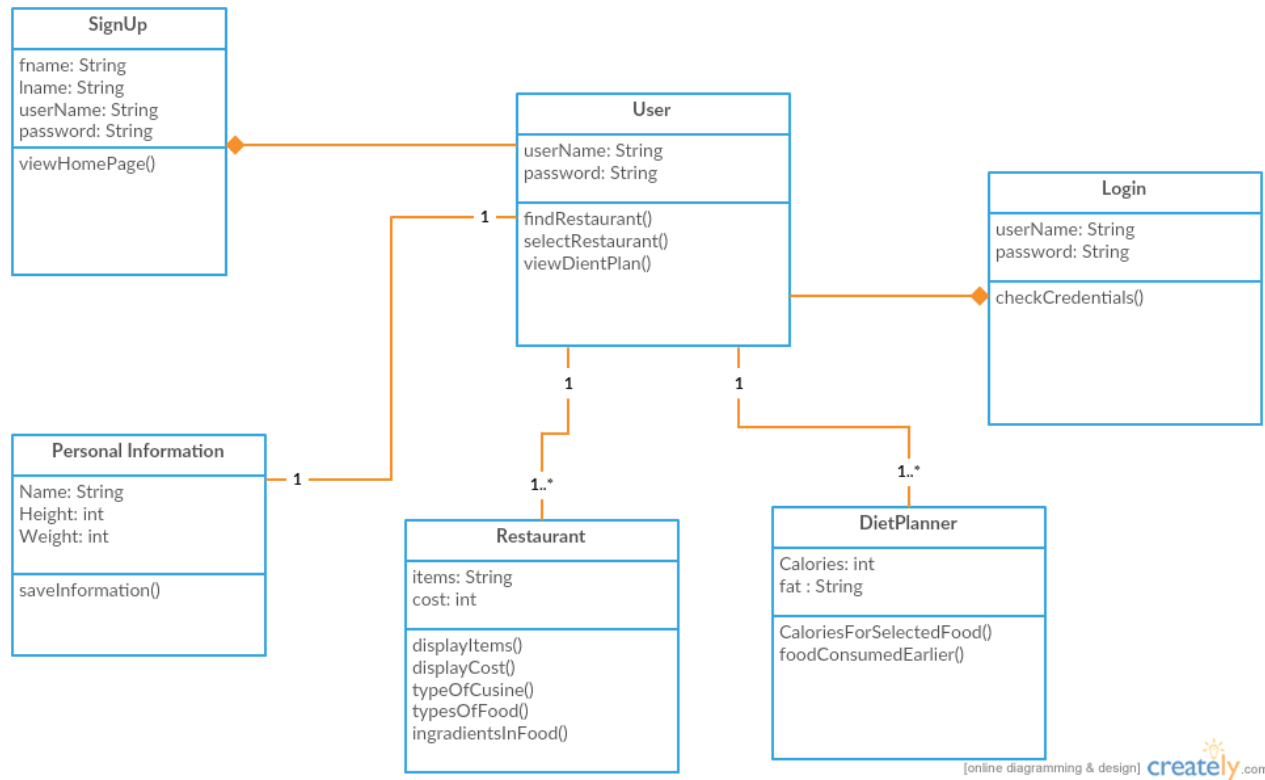 SignUp
fname: String
lname: String
userName: String
password: String
viewHomePage()
User
userName: String
password: String
findRestaurant()
selectRestaurant()
viewDientPlan()
Login
userName: String
password: String
checkCredentials()
1
1
1
1
1..*
1..*
Personal Information
Name: String
Height: int
Weight: int
saveInformation()
Restaurant
items: String
cost: int
displayItems()
displayCost()
typeOfCusine()
typesOfFood()
ingradientsInFood()
DietPlanner
Calories: int
fat : String
CaloriesForSelectedFood()
foodConsumedEarlier()
[online diagramming & design] creately.com